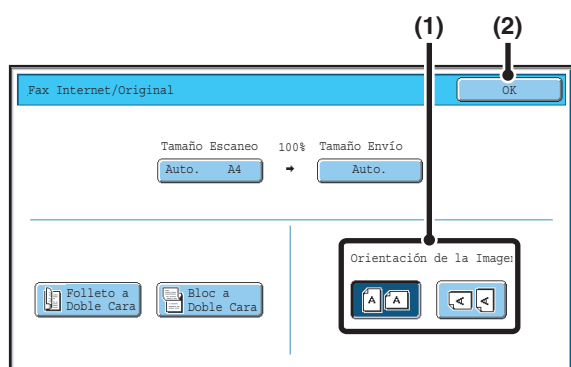 (1) (2)
Fax Internet/Original OK
Tamaño Escaneo 100% Tamaño Envío
Auto. A4 → Auto.
Orientación de la Imagen
A A A A
Folleto a
Doble Cara
Bloc a
Doble Cara